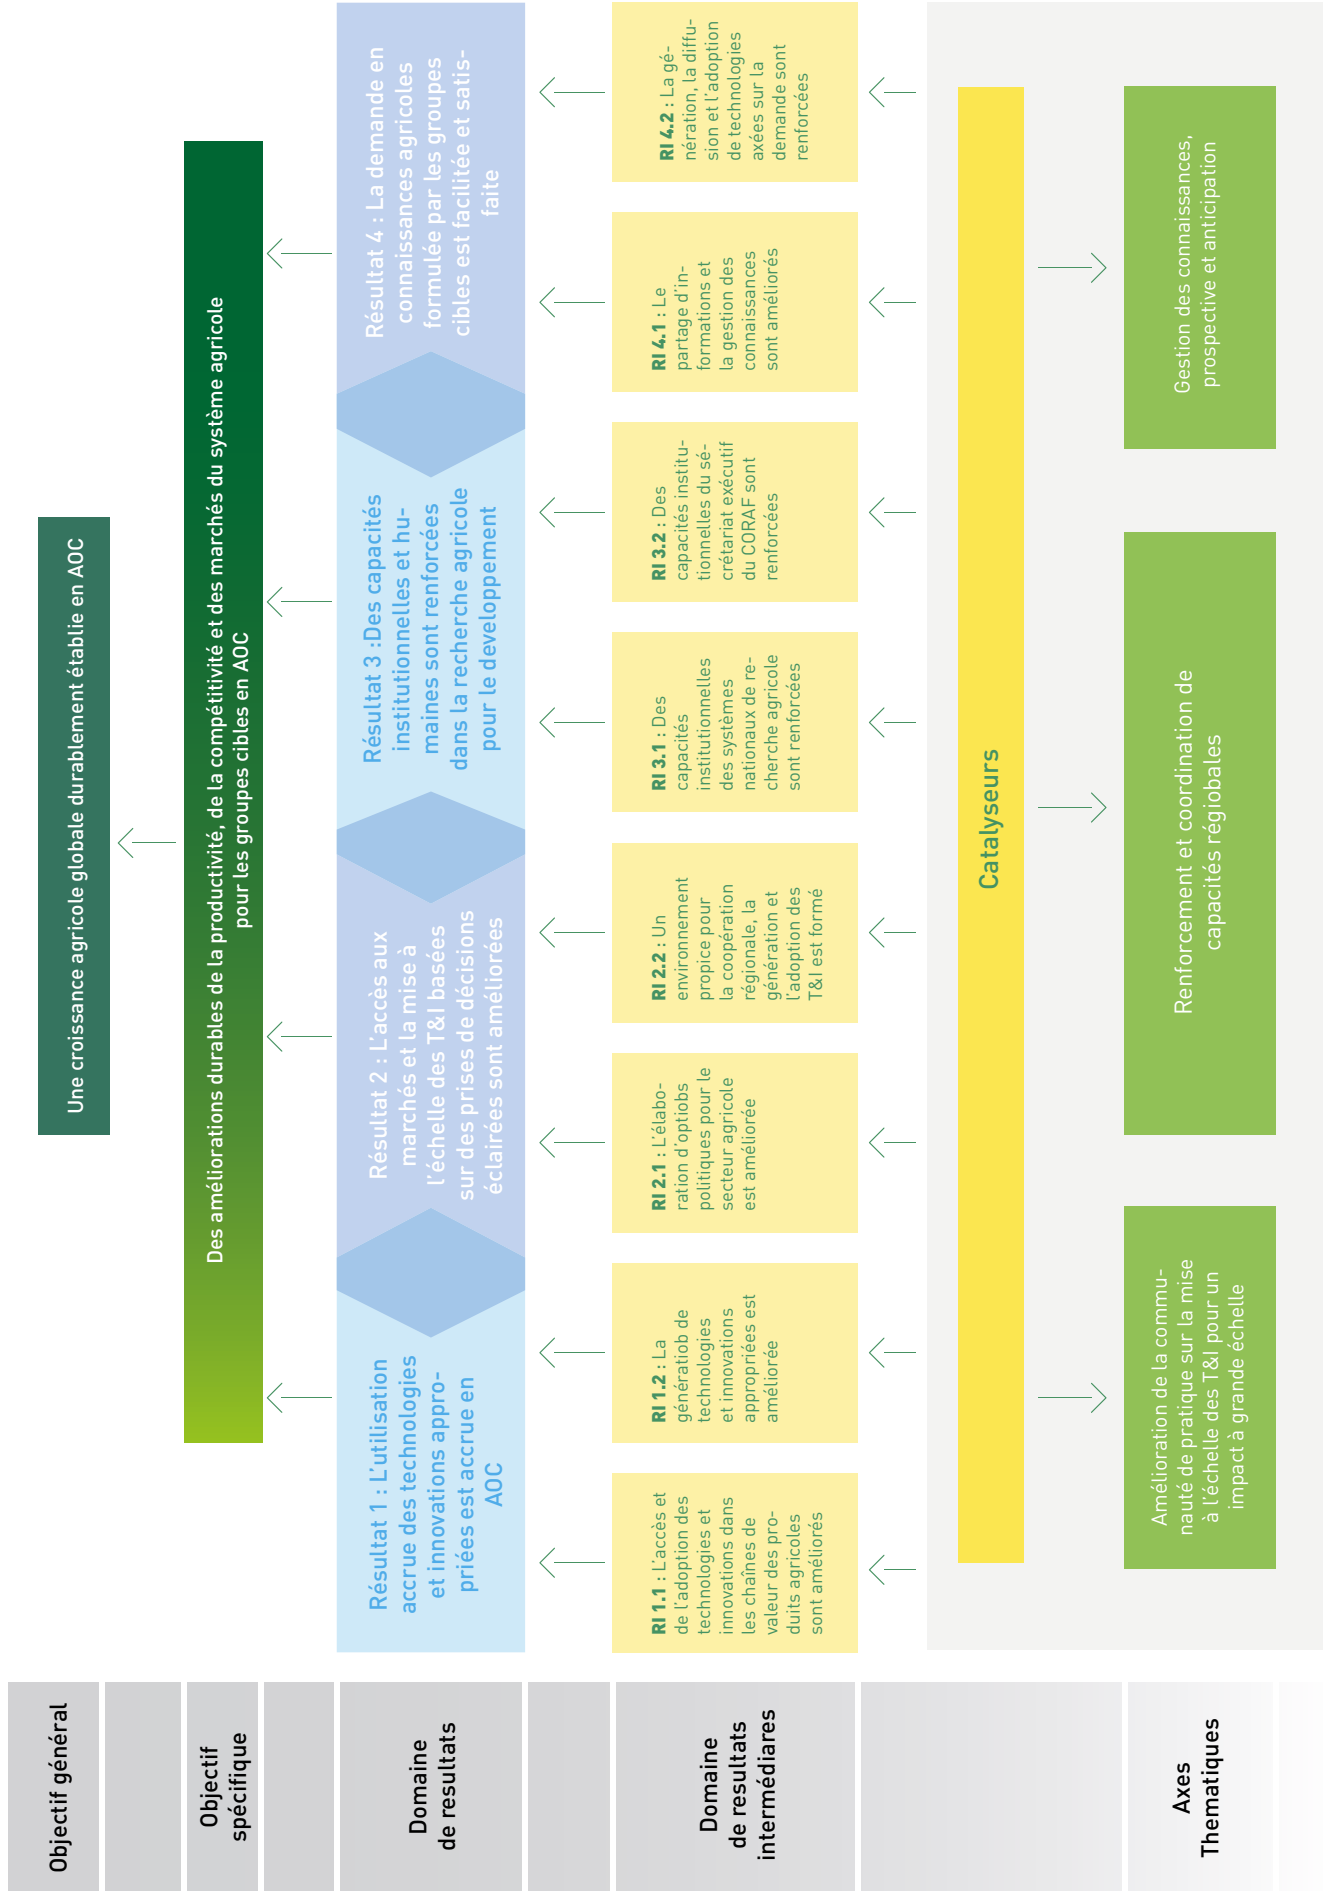 Objectif général
Une croissance agricole globale durablement établie en AOC
Objectif
spécifique
Des améliorations durables de la productivité, de la compétitivité et des marchés du système agricole
pour les groupes cibles en AOC
Domaine
de resultats
Résultat 1 : L'utilisation
accrue des technologies
et innovations appro-
priées est accrue en
AOC
Résultat 2 : L'accès aux
marchés et la mise à
l'échelle des T&I basées
sur des prises de décisions
éclairées sont améliorées
Résultat 3 :Des capacités
institutionnelles et hu-
maines sont renforcées
dans la recherche agricole
pour le developpement
Résultat 4 : La demande en
connaissances agricoles
formulée par les groupes
cibles est facilitée et satis-
faite
Domaine
de resultats
intermédiares
RI 1.1 : L'accès et
de l'adoption des
technologies et
innovations dans
les chaînes de
valeur des pro-
duits agricoles
sont améliorés
RI 1.2 : La
génératiob de
technologies
et innovations
appropriées est
améliorée
RI 2.1 : L'élabo-
ration d'optiobs
politiques pour le
secteur agricole
est améliorée
RI 2.2 : Un
environnement
propice pour
la coopération
régionale, la
génération et
l'adoption des
T&I est formé
RI 3.1 : Des
capacités
institutionnelles
des systèmes
nationaux de re-
cherche agricole
sont renforcées
RI 3.2 : Des
capacités institu-
tionnelles du sé-
crétariat exécutif
du CORAF sont
renforcées
RI 4.1 : Le
partage d'in-
formations et
la gestion des
connaissances
sont améliorés
RI 4.2 : La gé-
nération, la diffu-
sion et l'adoption
de technologies
axées sur la
demande sont
renforcées
Catalyseurs
Axes
Thematiques
Amélioration de la commu-
nauté de pratique sur la mise
à l'échelle des T&I pour un
impact à grande échelle
Renforcement et coordination de
capacités régiobales
Gestion des connaissances,
prospective et anticipation